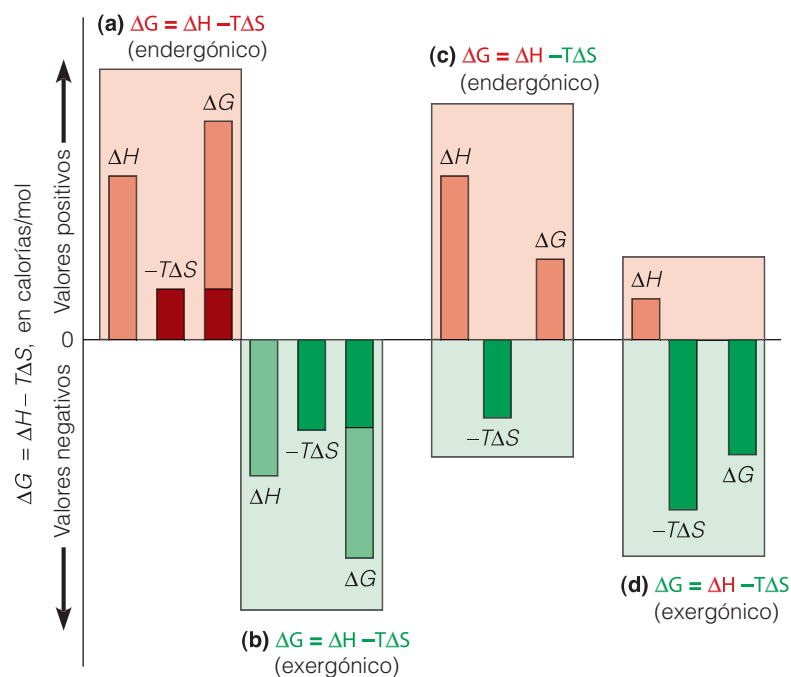 (a) ΔG = ΔH –TΔS
(endergónico)
ΔH
–TΔS
ΔG
(c) ΔG = ΔH –TΔS
(endergónico)
ΔH
ΔG
–TΔS
ΔG = ΔH – TΔS, en calorías/mol
Valores positivos
0
Valores negativos
ΔH
–TΔS
ΔG
(b) ΔG = ΔH –TΔS
(exergónico)
ΔH
–TΔS
ΔG
(d) ΔG = ΔH –TΔS
(exergónico)